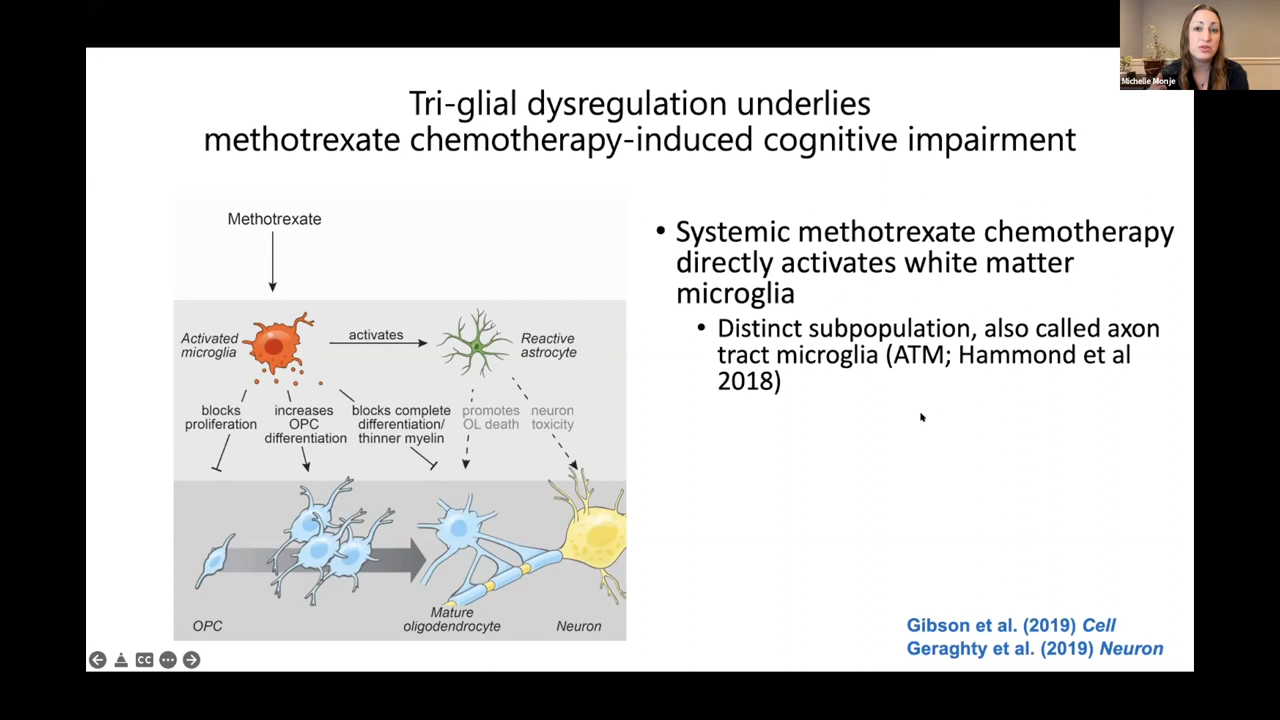 Michelle Monje
Tri-glial dysregulation underlies
methotrexate chemotherapy-induced cognitive impairment
Methotrexate
Activated
microglia
activates
Reactive
astrocyte
blocks
proliferation
increases
OPC
differentiation
blocks complete
differentiation/
thinner myelin
promotes
OL death
neuron
toxicity
OPC
Mature
oligodendrocyte
Neuron
• Systemic methotrexate chemotherapy
directly activates white matter
microglia
• Distinct subpopulation, also called axon
tract microglia (ATM; Hammond et al
2018)
Gibson et al. (2019) Cell
Geraghty et al. (2019) Neuron
CC